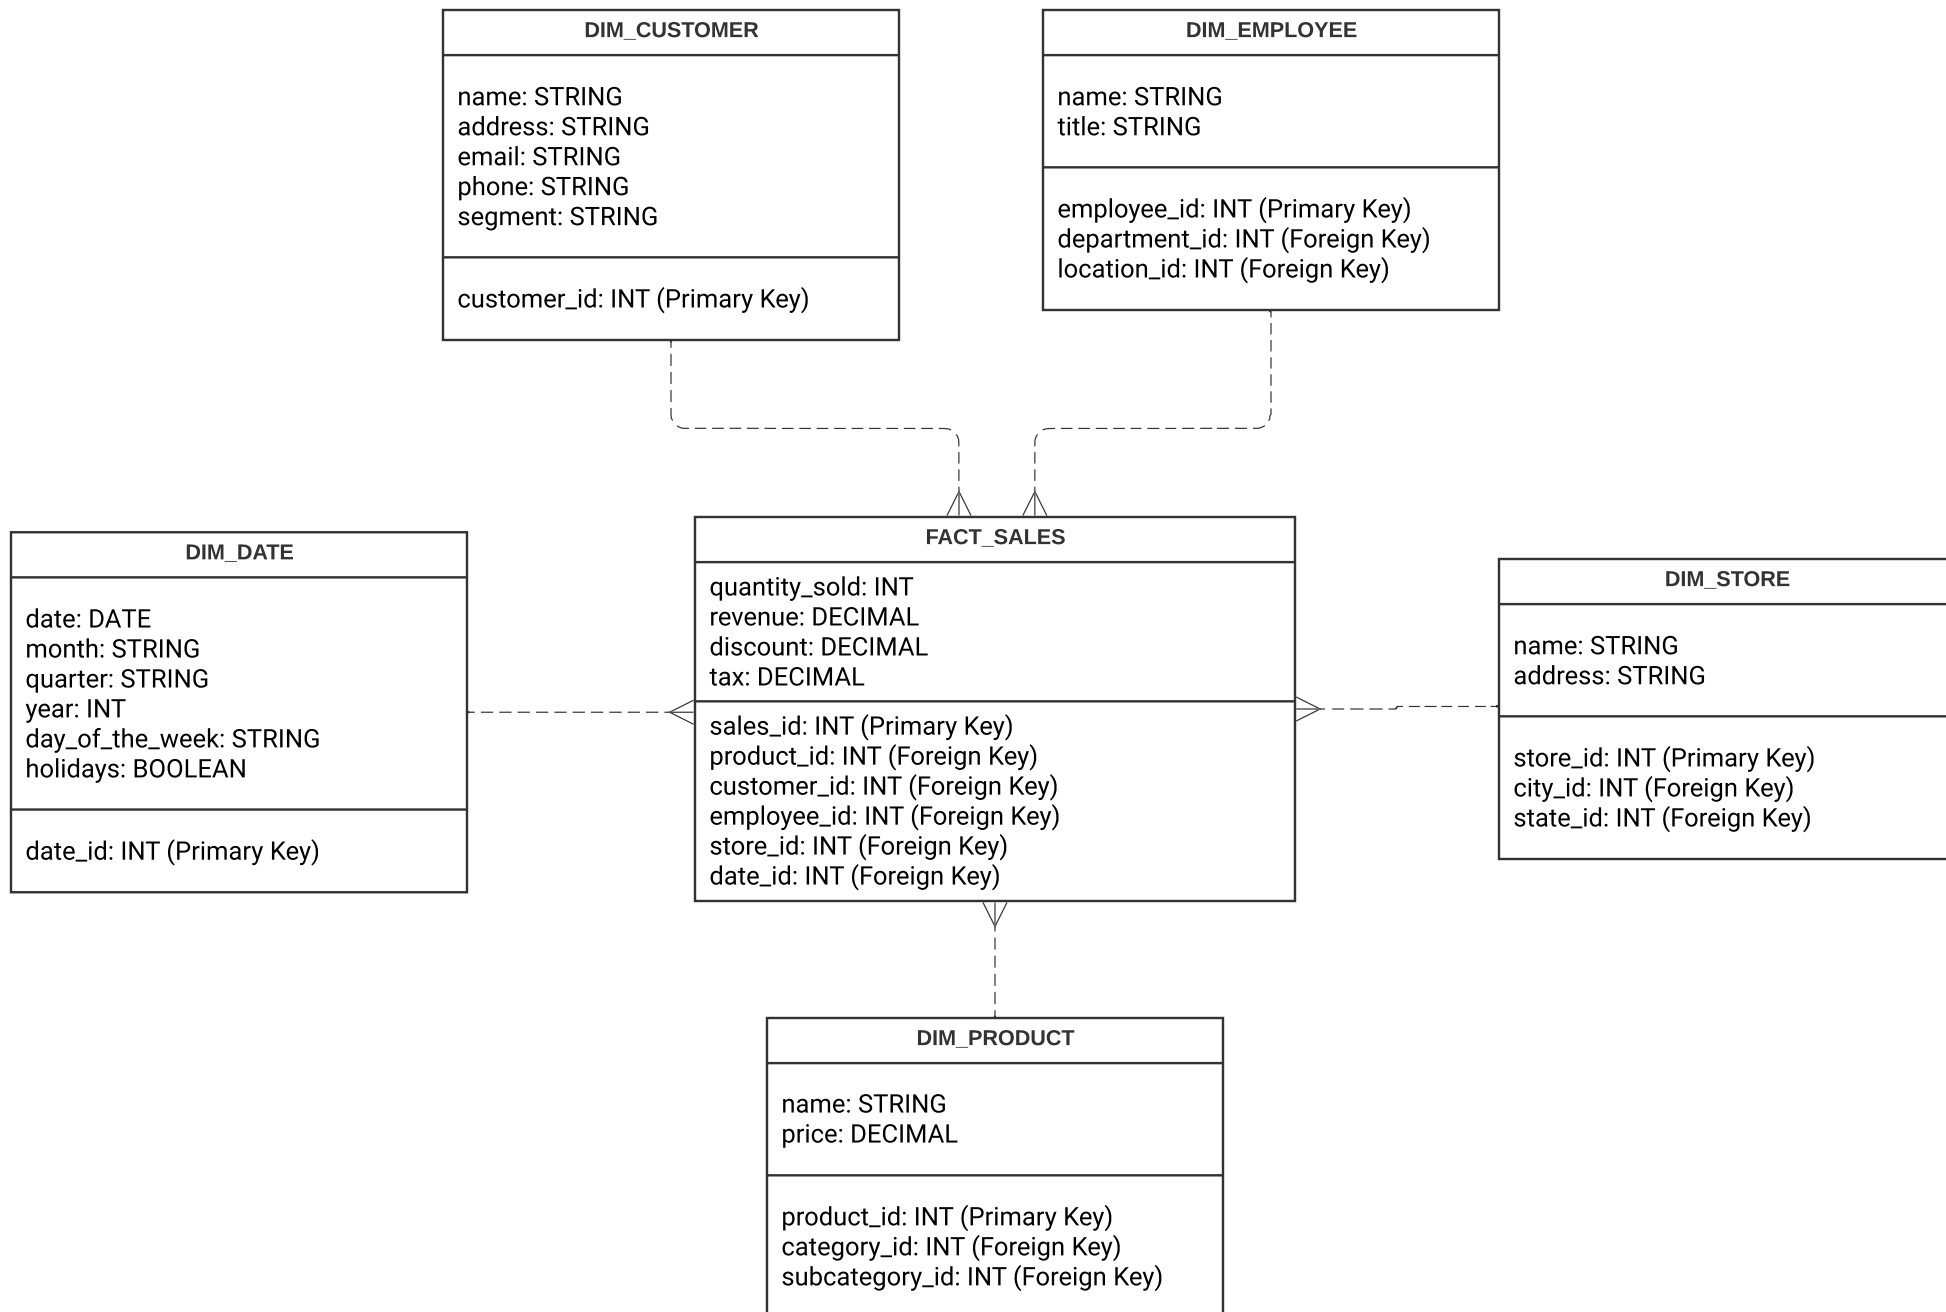 DIM_CUSTOMER
name: STRING
address: STRING
email: STRING
phone: STRING
segment: STRING
customer_id: INT (Primary Key)
DIM_EMPLOYEE
name: STRING
title: STRING
employee_id: INT (Primary Key)
department_id: INT (Foreign Key)
location_id: INT (Foreign Key)
DIM_DATE
date: DATE
month: STRING
quarter: STRING
year: INT
day_of_the_week: STRING
holidays: BOOLEAN
date_id: INT (Primary Key)
FACT_SALES
quantity_sold: INT
revenue: DECIMAL
discount: DECIMAL
tax: DECIMAL
sales_id: INT (Primary Key)
product_id: INT (Foreign Key)
customer_id: INT (Foreign Key)
employee_id: INT (Foreign Key)
store_id: INT (Foreign Key)
date_id: INT (Foreign Key)
DIM_STORE
name: STRING
address: STRING
store_id: INT (Primary Key)
city_id: INT (Foreign Key)
state_id: INT (Foreign Key)
DIM_PRODUCT
name: STRING
price: DECIMAL
product_id: INT (Primary Key)
category_id: INT (Foreign Key)
subcategory_id: INT (Foreign Key)